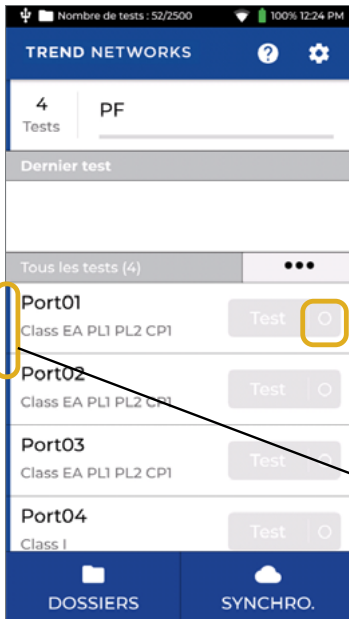 Nombre de tests : 52/2500 100% 12:24 PM
TREND NETWORKS ?
4 PF
Tests
Dernier test
Tous les tests (4) •••
Port01
Class EA PL1 PL2 CP1
Test O
Port02
Class EA PL1 PL2 CP1
Test O
Port03
Class EA PL1 PL2 CP1
Test O
Port04
Class I
Test O
DOSSIERS SYNCHRO.